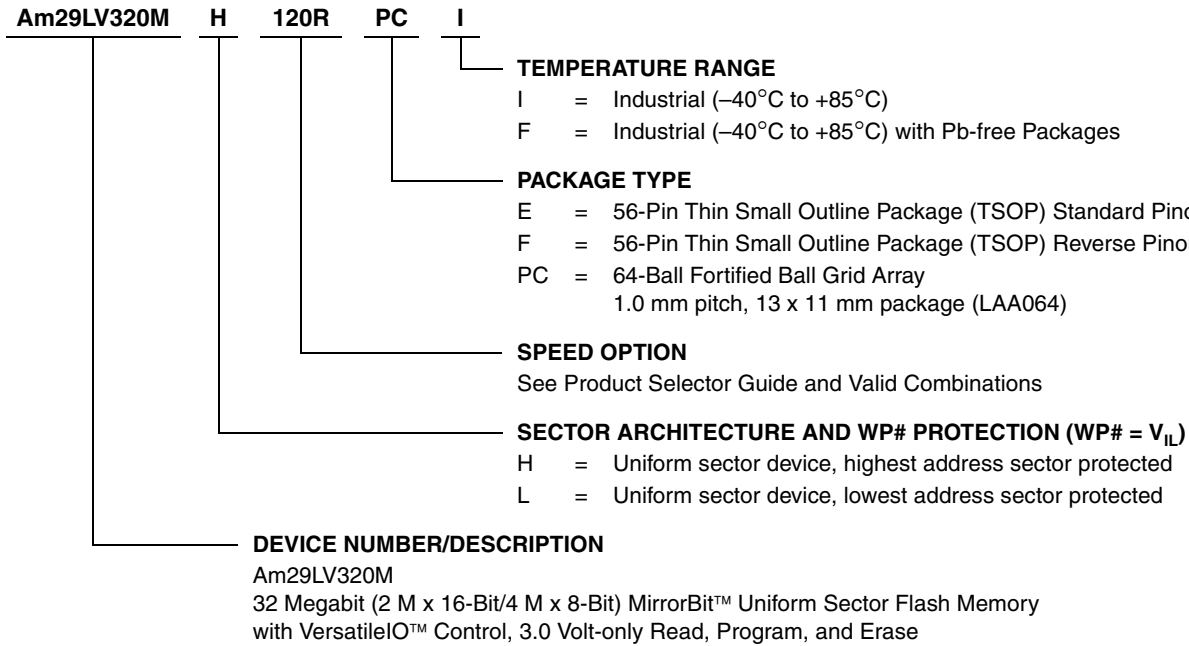 Am29LV320M H 120R PC I
TEMPERATURE RANGE
I = Industrial (–40°C to +85°C)
F = Industrial (–40°C to +85°C) with Pb-free Packages
PACKAGE TYPE
E = 56-Pin Thin Small Outline Package (TSOP) Standard
F = 56-Pin Thin Small Outline Package (TSOP) Reverse
PC = 64-Ball Fortified Ball Grid Array
1.0 mm pitch, 13 x 11 mm package (LAA064)
SPEED OPTION
See Product Selector Guide and Valid Combinations
SECTOR ARCHITECTURE AND WP# PROTECTION (WP# = VIL)
H = Uniform sector device, highest address sector protected
L = Uniform sector device, lowest address sector protected
DEVICE NUMBER/DESCRIPTION
Am29LV320M
32 Megabit (2 M x 16-Bit/4 M x 8-Bit) MirrorBit™ Uniform Sector Flash Memory
with VersatileIO™ Control, 3.0 Volt-only Read, Program, and Erase